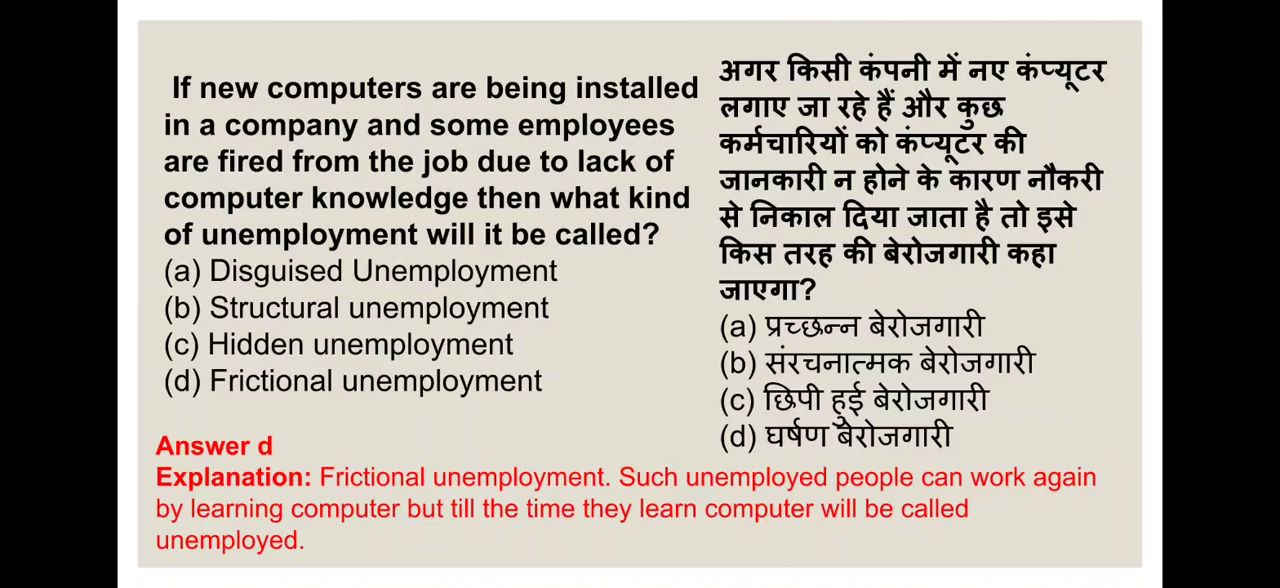 If new computers are being installed
in a company and some employees
are fired from the job due to lack of
computer knowledge then what kind
of unemployment will it be called?
(a) Disguised Unemployment
(b) Structural unemployment
(c) Hidden unemployment
(d) Frictional unemployment
अगर किसी कंपनी में नए कंप्यूटर
लगाए जा रहे हैं और कुछ
कर्मचारियों को कंप्यूटर की
जानकारी न होने के कारण नौकरी
से निकाल दिया जाता है तो इसे
किस तरह की बेरोजगारी कहा
जाएगा?
(a) प्रच्छन्न बेरोजगारी
(b) संरचनात्मक बेरोजगारी
(c) छिपी हुई बेरोजगारी
(d) घर्षण बेरोजगारी
Answer d
Explanation: Frictional unemployment. Such unemployed people can work again
by learning computer but till the time they learn computer will be called
unemployed.